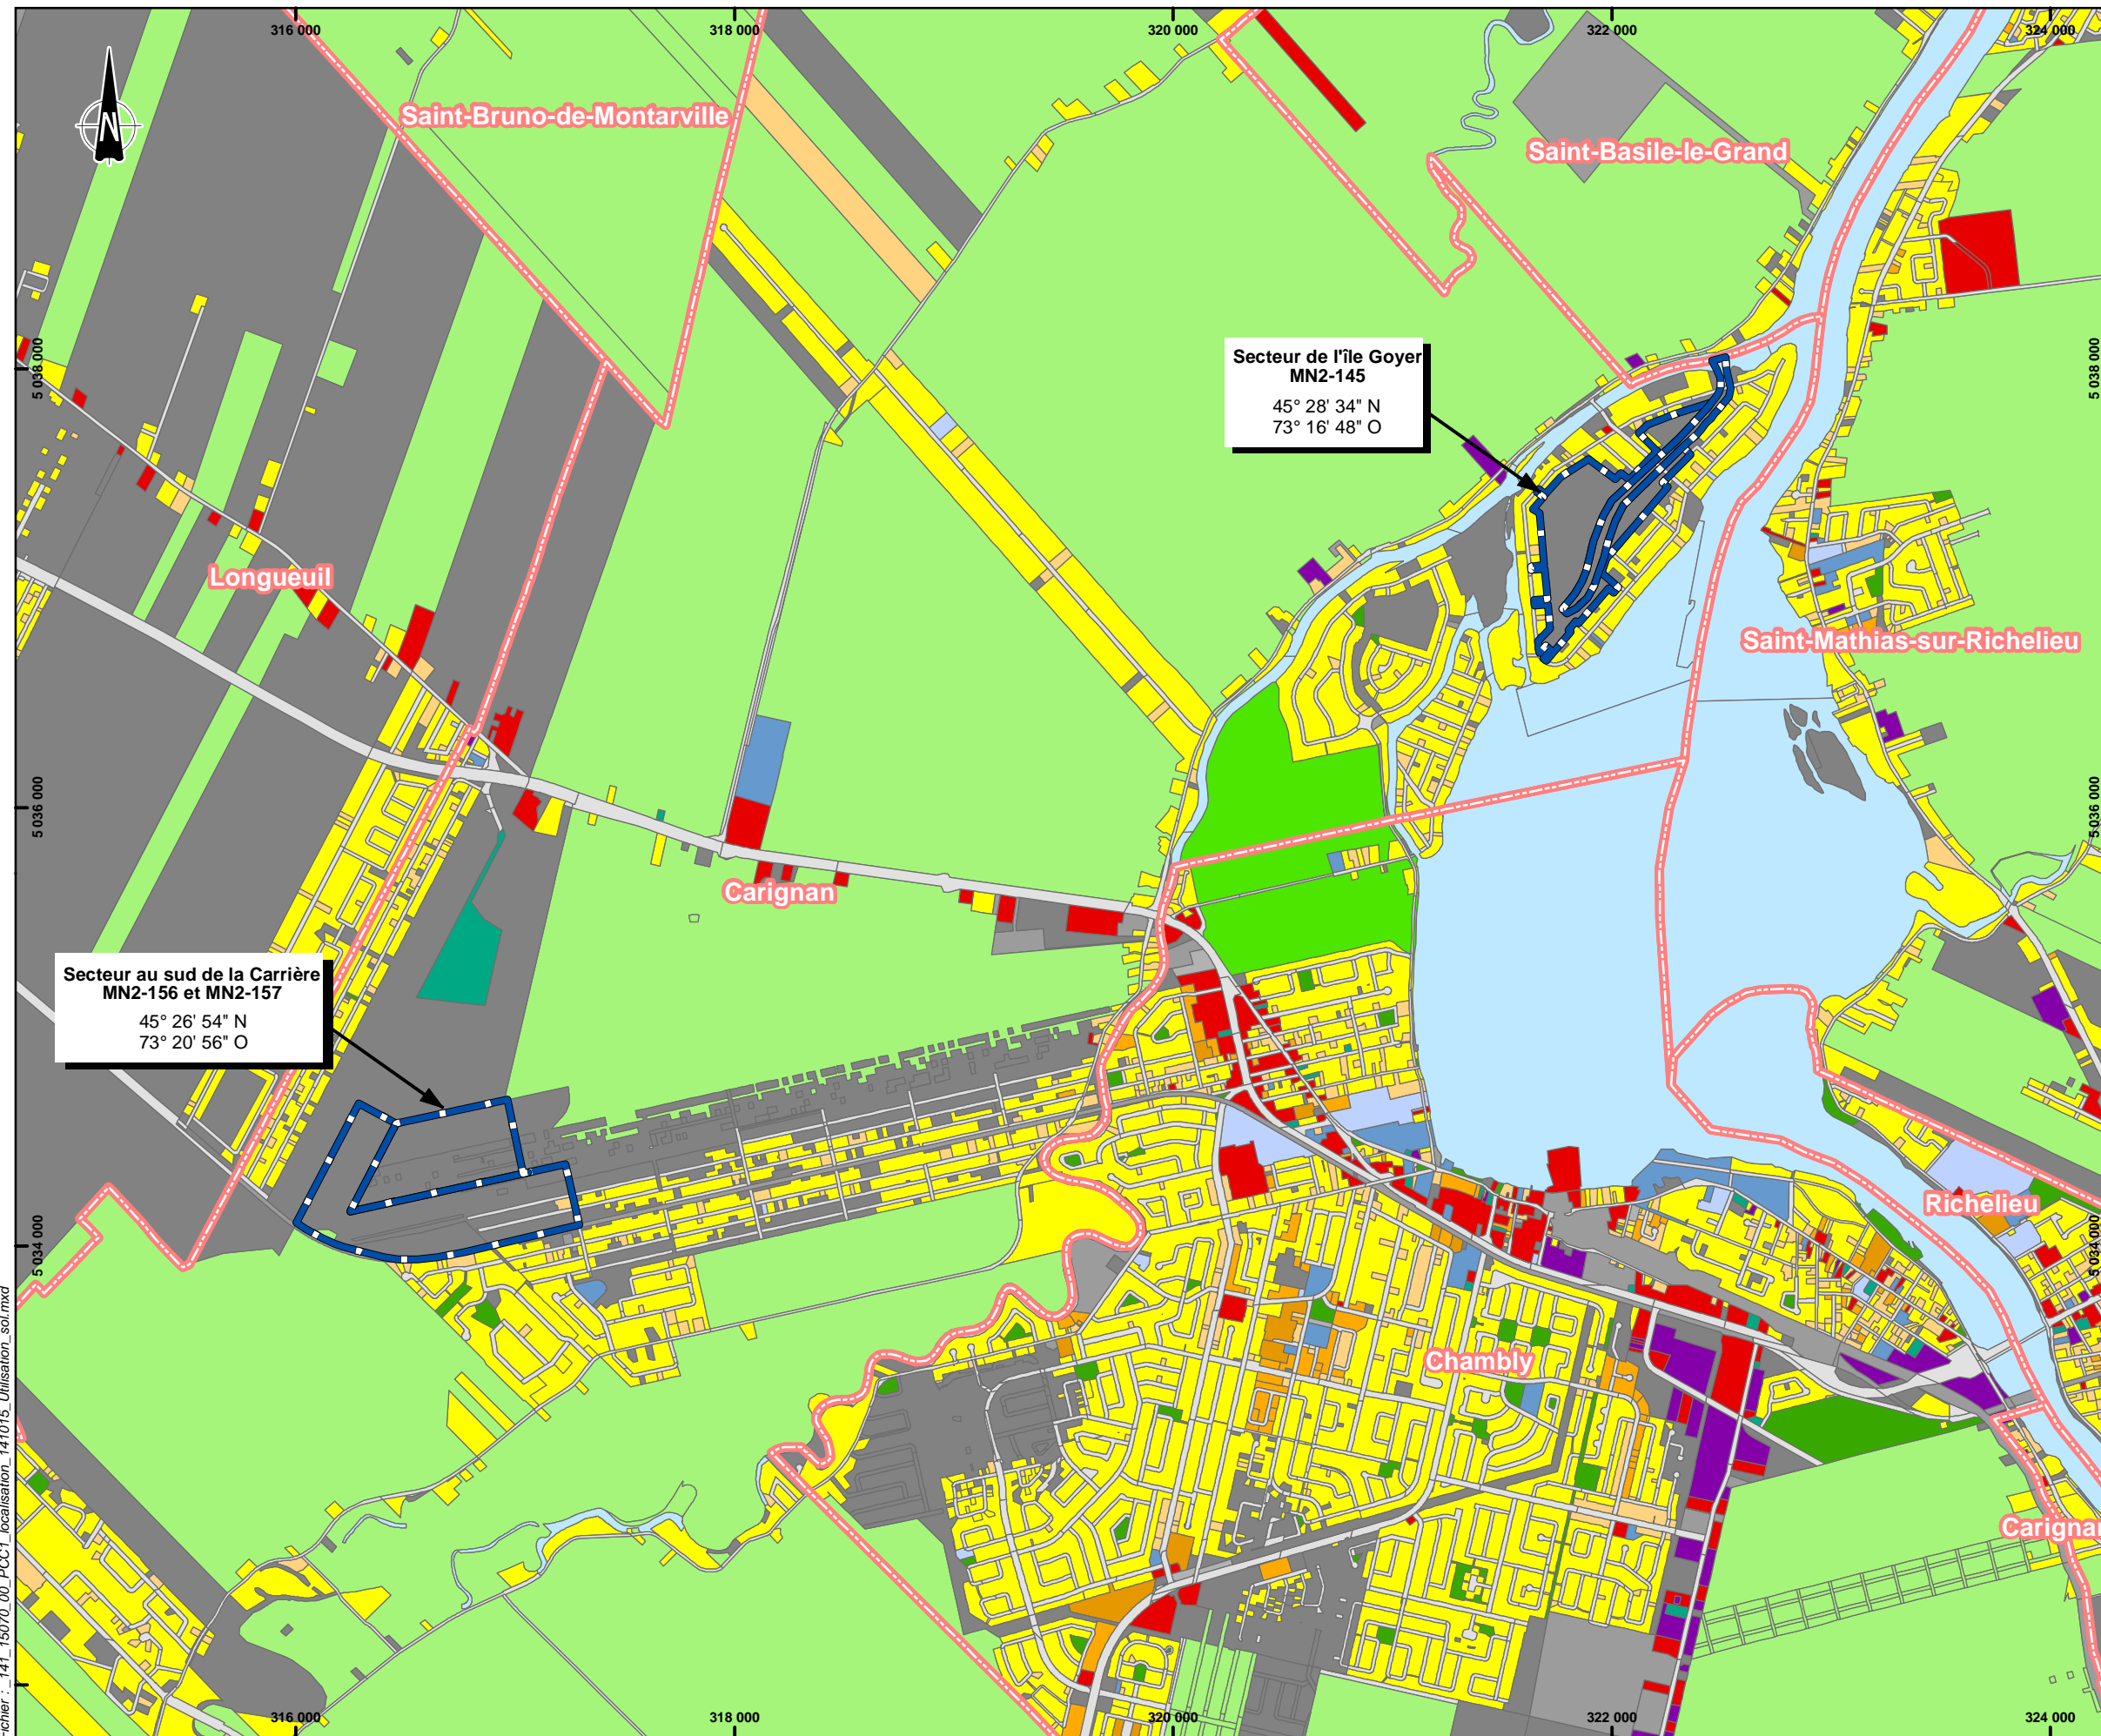 316 000
318 000
320 000
322 000
324 000
N
Saint-Bruno-de-Montarville
Saint-Basile-le-Grand
5 038 000
5 038 000
Secteur de l'île Goyer
MN2-145
45° 28' 34" N
73° 16' 48" O
Longueuil
Saint-Mathias-sur-Richelieu
5 036 000
5 036 000
Carignan
Secteur au sud de la Carrière
MN2-156 et MN2-157
45° 26' 54" N
73° 20' 56" O
Richelieu
5 034 000
5 034 000
Chambly
Carignan
ichier : _141_15070_00_PCC1_localisation_141015_Utilisation_sol.mxd
316 000
318 000
320 000
322 000
324 000